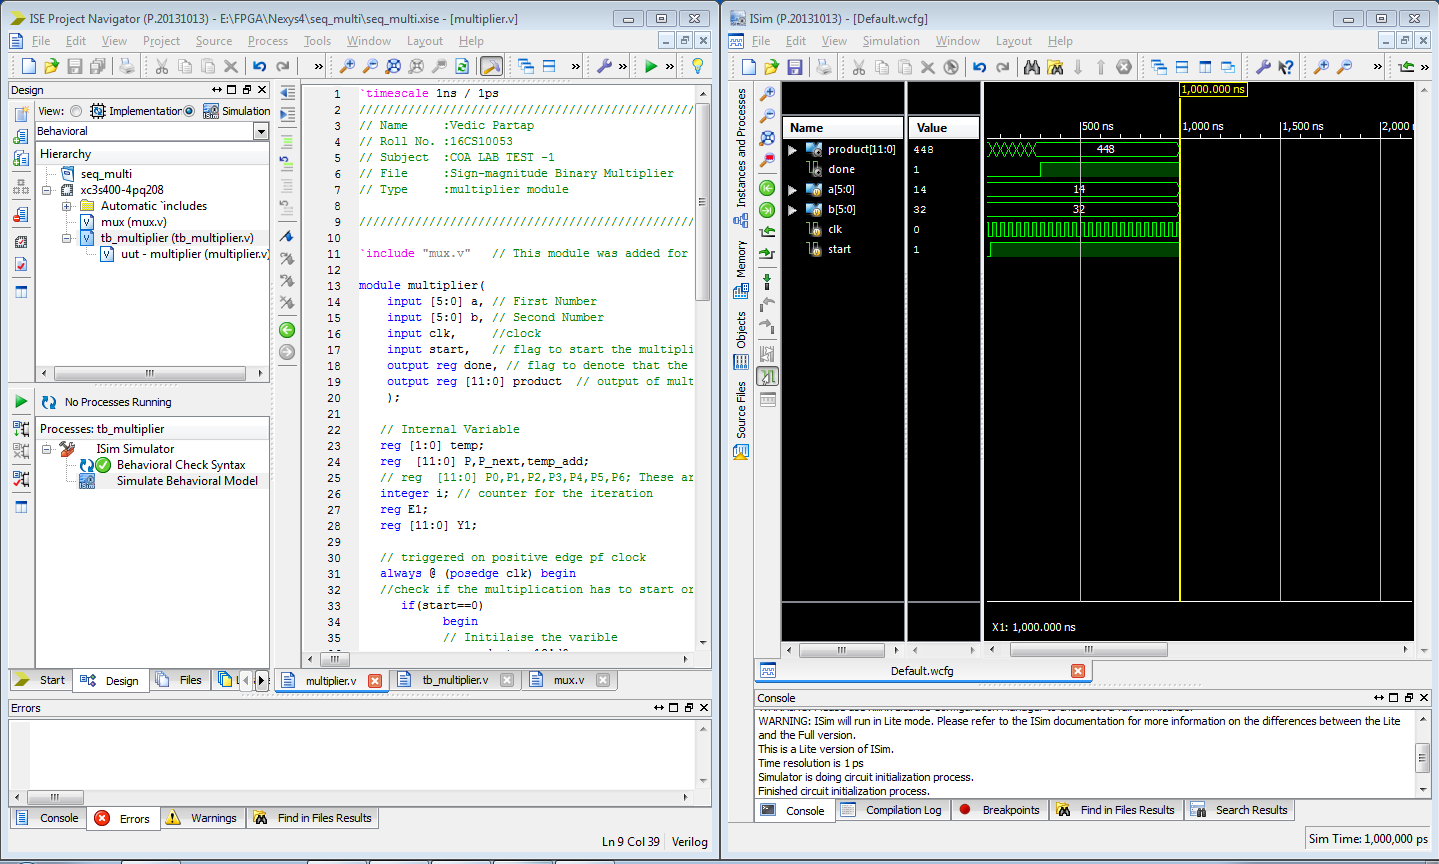 ISE Project Navigator (P.20131013) - E:\FPGA\Nexys4\seq_multi\seq_multi.xise - [multiplier.v]
File Edit View Project Source Process Tools Window Layout Help
Design
View: Implementation Simulation
Behavioral
Hierarchy
seq_multi
xc3s400-4pq208
Automatic `includes
mux (mux.v)
tb_multiplier (tb_multiplier.v)
uut - multiplier (multiplier.v)
No Processes Running
Processes: tb_multiplier
ISim Simulator
Behavioral Check Syntax
Simulate Behavioral Model
Start Design Files
1 `timescale 1ns / 1ps
2 ////////////////////////////////////////////////
3 // Name :Vedic Partap
4 // Roll No. :16CS10053
5 // Subject :COA LAB TEST -1
6 // File :Sign-magnitude Binary Multiplier
7 // Type :multiplier module
8
9 ////////////////////////////////////////////////
10
11 `include "mux.v" // This module was added for
12
13 module multiplier(
14 input [5:0] a, // First Number
15 input [5:0] b, // Second Number
16 input clk, //clock
17 input start, // flag to start the multipli
18 output reg done, // flag to denote that the
19 output reg [11:0] product // output of mult
20 );
21
22 // Internal Variable
23 reg [1:0] temp;
24 reg [11:0] P,P_next,temp_add;
25 // reg [11:0] P0,P1,P2,P3,P4,P5,P6; These ar
26 integer i; // counter for the iteration
27 reg E1;
28 reg [11:0] Y1;
29
30 // triggered on positive edge pf clock
31 always @ (posedge clk) begin
32 //check if the multiplication has to start or
33 if(start==0)
34 begin
35 // Initilaise the varible
multiplier.v tb_multiplier.v mux.v
Errors
Console Errors Warnings Find in Files Results
Ln 9 Col 39 Verilog
ISim (P.20131013) - [Default.wcfg]
File Edit View Simulation Window Layout Help
Instances and Processes
Memory
Objects
Source Files
1,000.000 ns
500 ns 1,000 ns 1,500 ns 2,000
Name Value
product[11:0] 448 448
done 1
a[5:0] 14 14
b[5:0] 32 32
clk 0
start 1
X1: 1,000.000 ns
Default.wcfg
Console
WARNING: ISim will run in Lite mode. Please refer to the ISim documentation for more information on the differences between the Lite
and the Full version.
This is a Lite version of ISim.
Time resolution is 1 ps
Simulator is doing circuit initialization process.
Finished circuit initialization process.
Console Compilation Log Breakpoints Find in Files Results Search Results
Sim Time: 1,000,000 ps